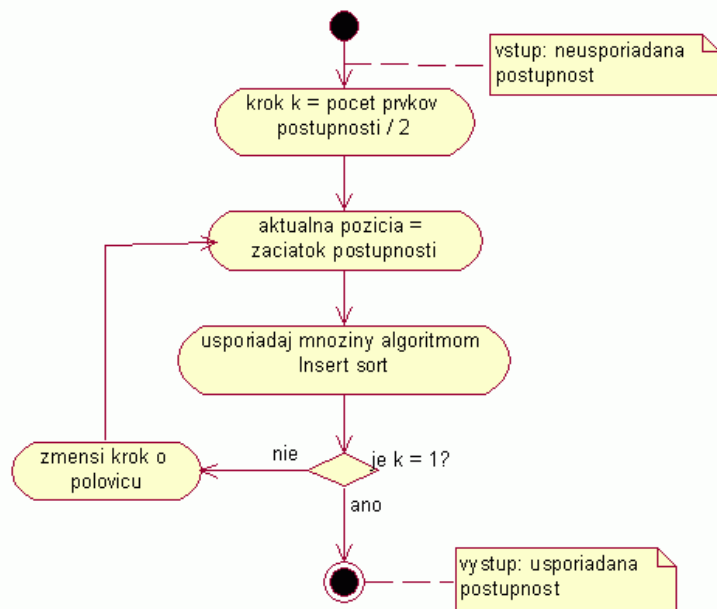 vstup: neusporiadana
postupnost
krok k = pocet prvkov
postupnosti / 2
aktualna pozicia =
zaciatok postupnosti
usporiadaj mnoziny algoritmom
Insert sort
nie
je k = 1?
zmensi krok o
polovicu
ano
vystup: usporiadana
postupnost